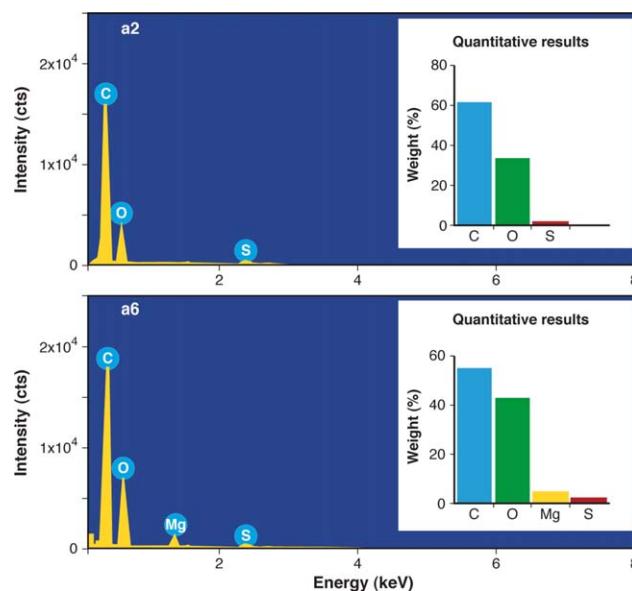 a2
Quantitative results
Intensity (cts)
2x10⁴
1x10⁴
0
C
O
S
2
4
6
8
Weight (%)
80
60
40
20
0
C O S
a6
Quantitative results
Intensity (cts)
2x10⁴
1x10⁴
0
C
O
Mg
S
2
4
6
8
Weight (%)
60
40
20
0
C O Mg S
Energy (keV)